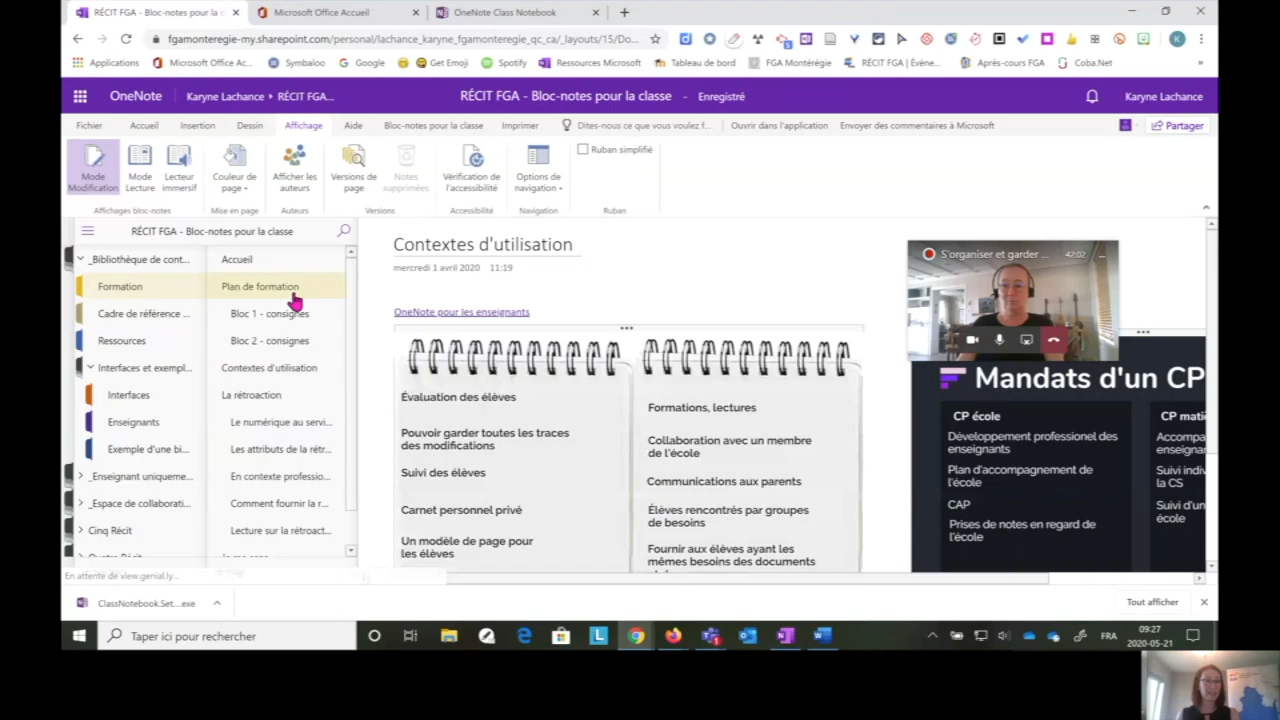 RÉCIT FGA - Bloc-notes pour la c
Microsoft Office Accueil
OneNote Class Notebook
fgamonteregie-my.sharepoint.com/personal/lachance_karyne_fgamonteregie_qc_ca/_layouts/15/Do...
Applications
Microsoft Office Ac...
Symbaloo
Google
Get Emoji
Spotify
Ressources Microsoft
Tableau de bord
FGA Montérégie
RÉCIT FGA | Évène...
Après-cours FGA
Coba.Net
OneNote
Karyne Lachance ▸ RÉCIT FGA...
RÉCIT FGA - Bloc-notes pour la classe - Enregistré
Karyne Lachance
Fichier
Accueil
Insertion
Dessin
Affichage
Aide
Bloc-notes pour la classe
Imprimer
Dites-nous ce que vous voulez f...
Ouvrir dans l'application
Envoyer des commentaires à Microsoft
Partager
Mode Modification
Mode Lecture
Lecteur immersif
Couleur de page
Afficher les auteurs
Versions de page
Notes supprimées
Vérification de l'accessibilité
Options de navigation
Ruban simplifié
Affichages bloc-notes
Mise en page
Auteurs
Versions
Accessibilité
Navigation
Ruban
RÉCIT FGA - Bloc-notes pour la classe
_Bibliothèque de cont...
Formation
Cadre de référence ...
Ressources
Interfaces et exempl...
Interfaces
Enseignants
Exemple d'une bi...
_Enseignant uniqueme...
_Espace de collaborati...
Cinq Récit
Accueil
Plan de formation
Bloc 1 - consignes
Bloc 2 - consignes
Contextes d'utilisation
La rétroaction
Le numérique au servi...
Les attributs de la rétr...
En contexte professio...
Comment fournir la r...
Lecture sur la rétroact...
Contextes d'utilisation
mercredi 1 avril 2020 11:19
OneNote pour les enseignants
Évaluation des élèves
Pouvoir garder toutes les traces
des modifications
Suivi des élèves
Carnet personnel privé
Un modèle de page pour
les élèves
Formations, lectures
Collaboration avec un membre
de l'école
Communications aux parents
Élèves rencontrés par groupes
de besoins
Fournir aux élèves ayant les
mêmes besoins des documents
S'organiser et garder ...
42:02
Mandats d'un CP
CP école
Développement professionel des
enseignants
Plan d'accompagnement de
l'école
CAP
Prises de notes en regard de
l'école
CP mati
Accompa
enseigna
Suivi indiv
la CS
Suivi d'un
école
En attente de view.genial.ly...
ClassNotebook.Set....exe
Tout afficher
Taper ici pour rechercher
FRA
09:27
2020-05-21